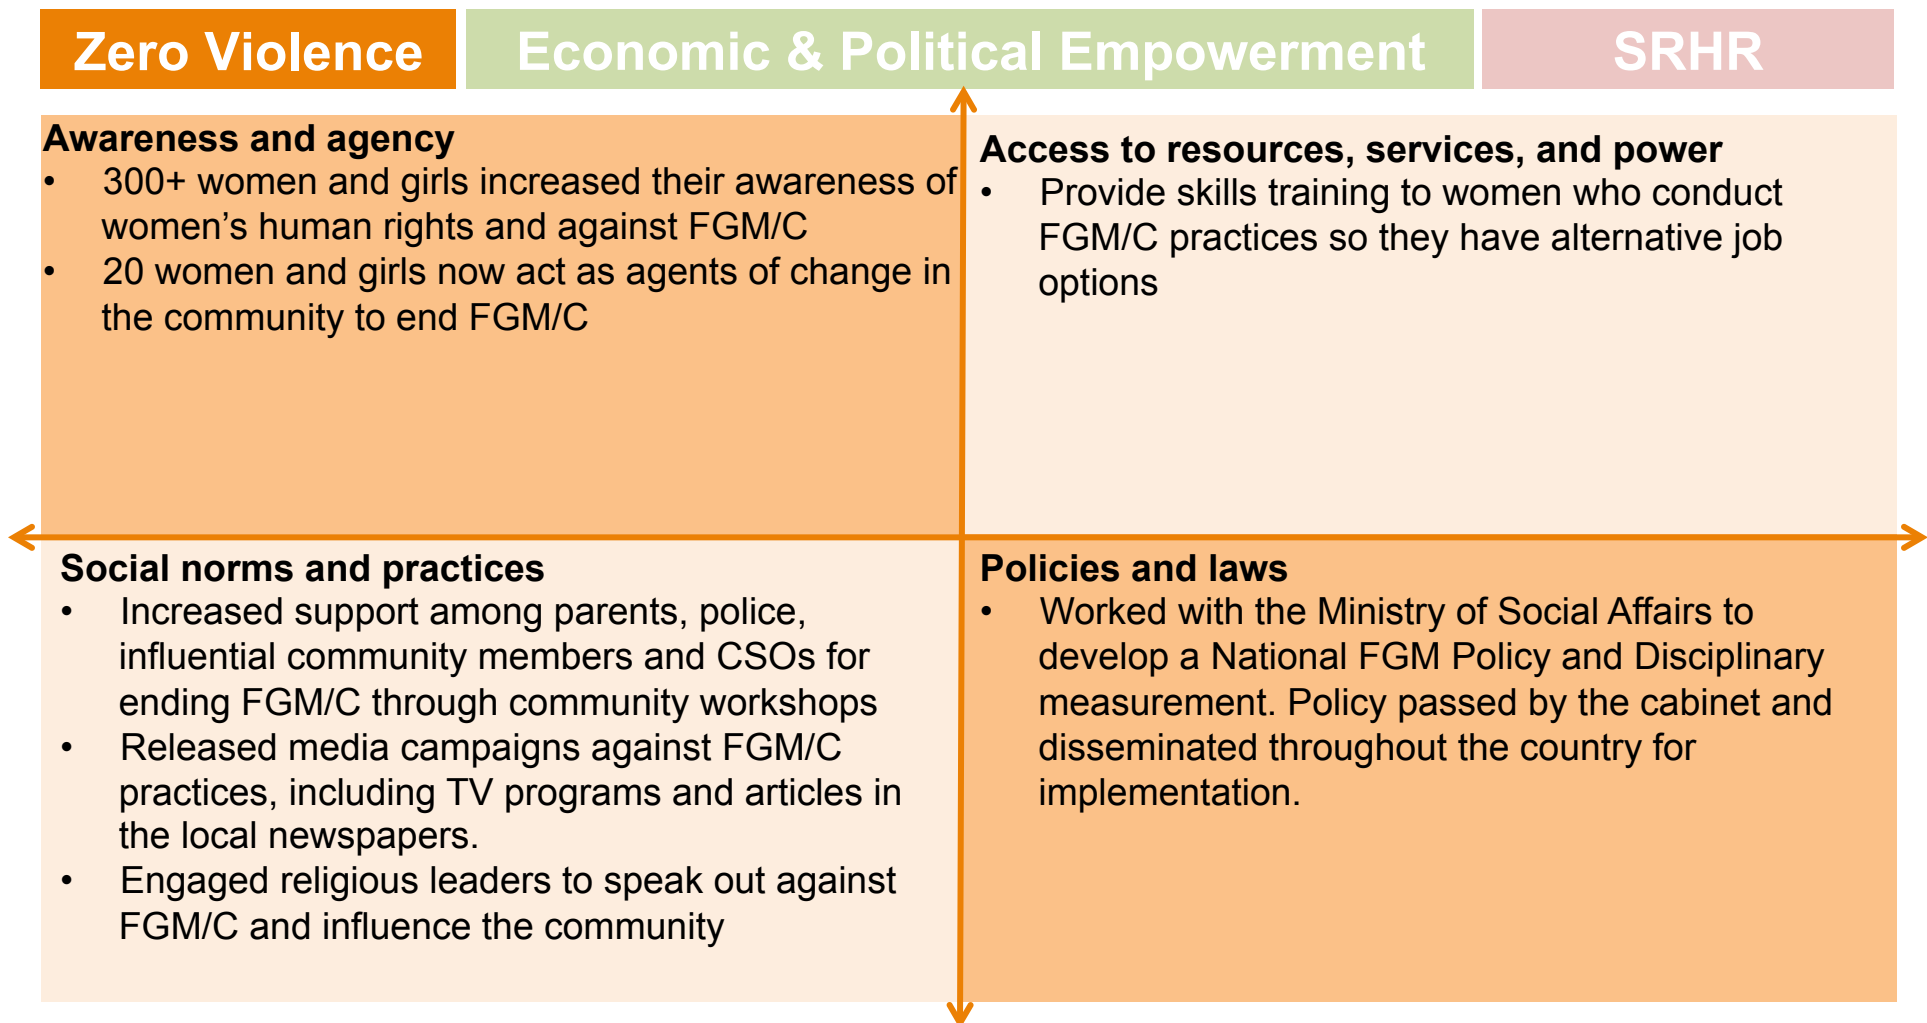 Zero Violence
Economic & Political Empowerment
SRHR
Awareness and agency
• 300+ women and girls increased their awareness of
women's human rights and against FGM/C
• 20 women and girls now act as agents of change in
the community to end FGM/C
Access to resources, services, and power
• Provide skills training to women who conduct
FGM/C practices so they have alternative job
options
Social norms and practices
• Increased support among parents, police,
influential community members and CSOs for
ending FGM/C through community workshops
• Released media campaigns against FGM/C
practices, including TV programs and articles in
the local newspapers.
• Engaged religious leaders to speak out against
FGM/C and influence the community
Policies and laws
• Worked with the Ministry of Social Affairs to
develop a National FGM Policy and Disciplinary
measurement. Policy passed by the cabinet and
disseminated throughout the country for
implementation.